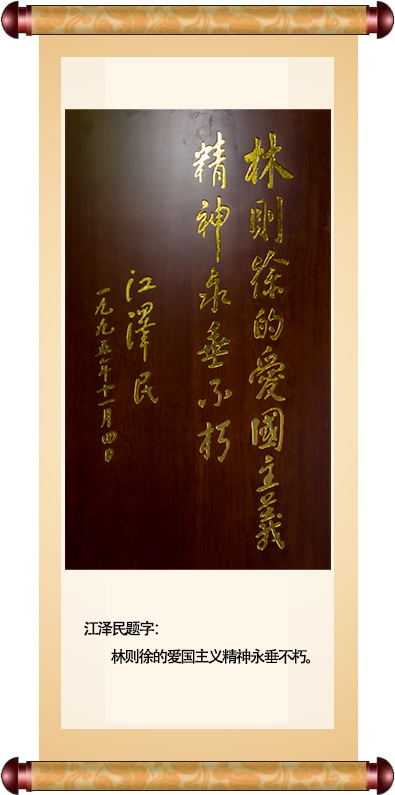 林则徐的愛國主義
精神永垂不朽
江澤民
一九九五年十一月四日
江泽民题字：
林则徐的爱国主义精神永垂不朽。